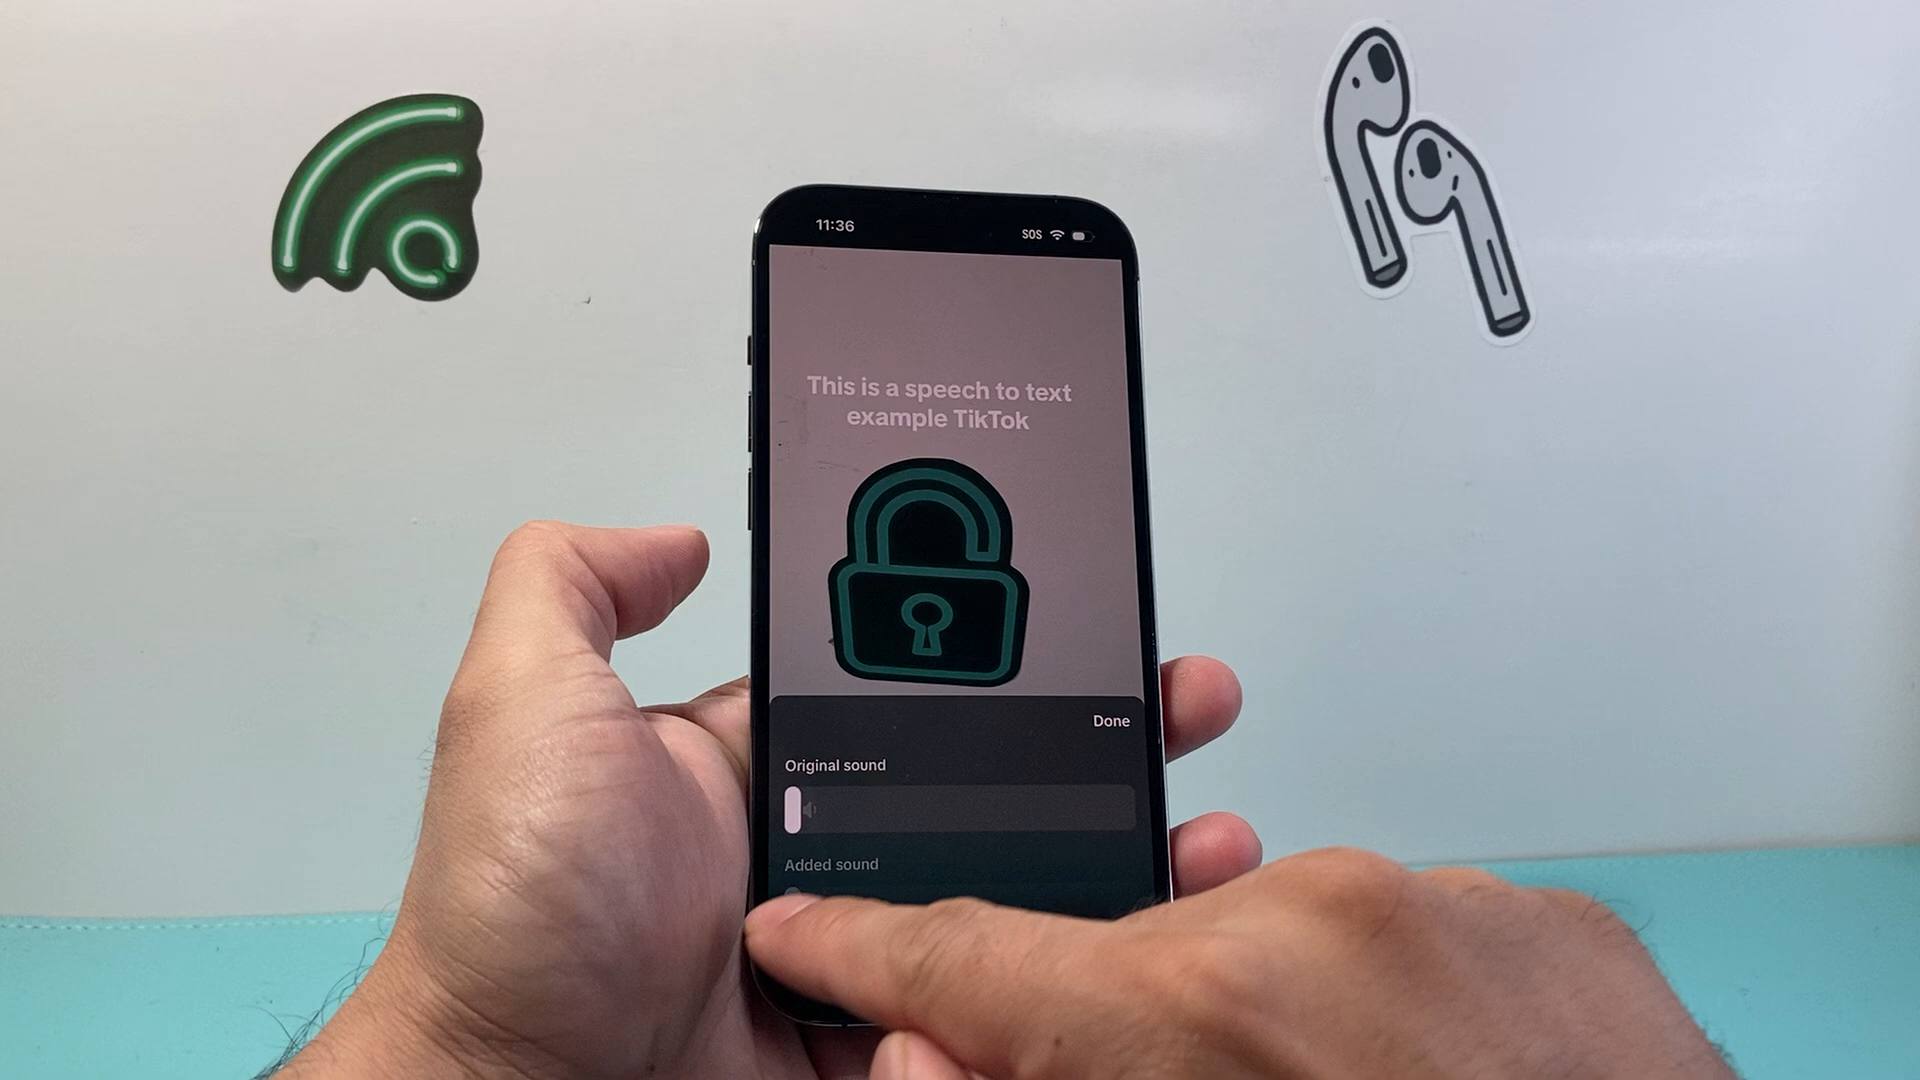 11:36
SOS
This is a speech to text
example TikTok
Done
Original sound
Added sound